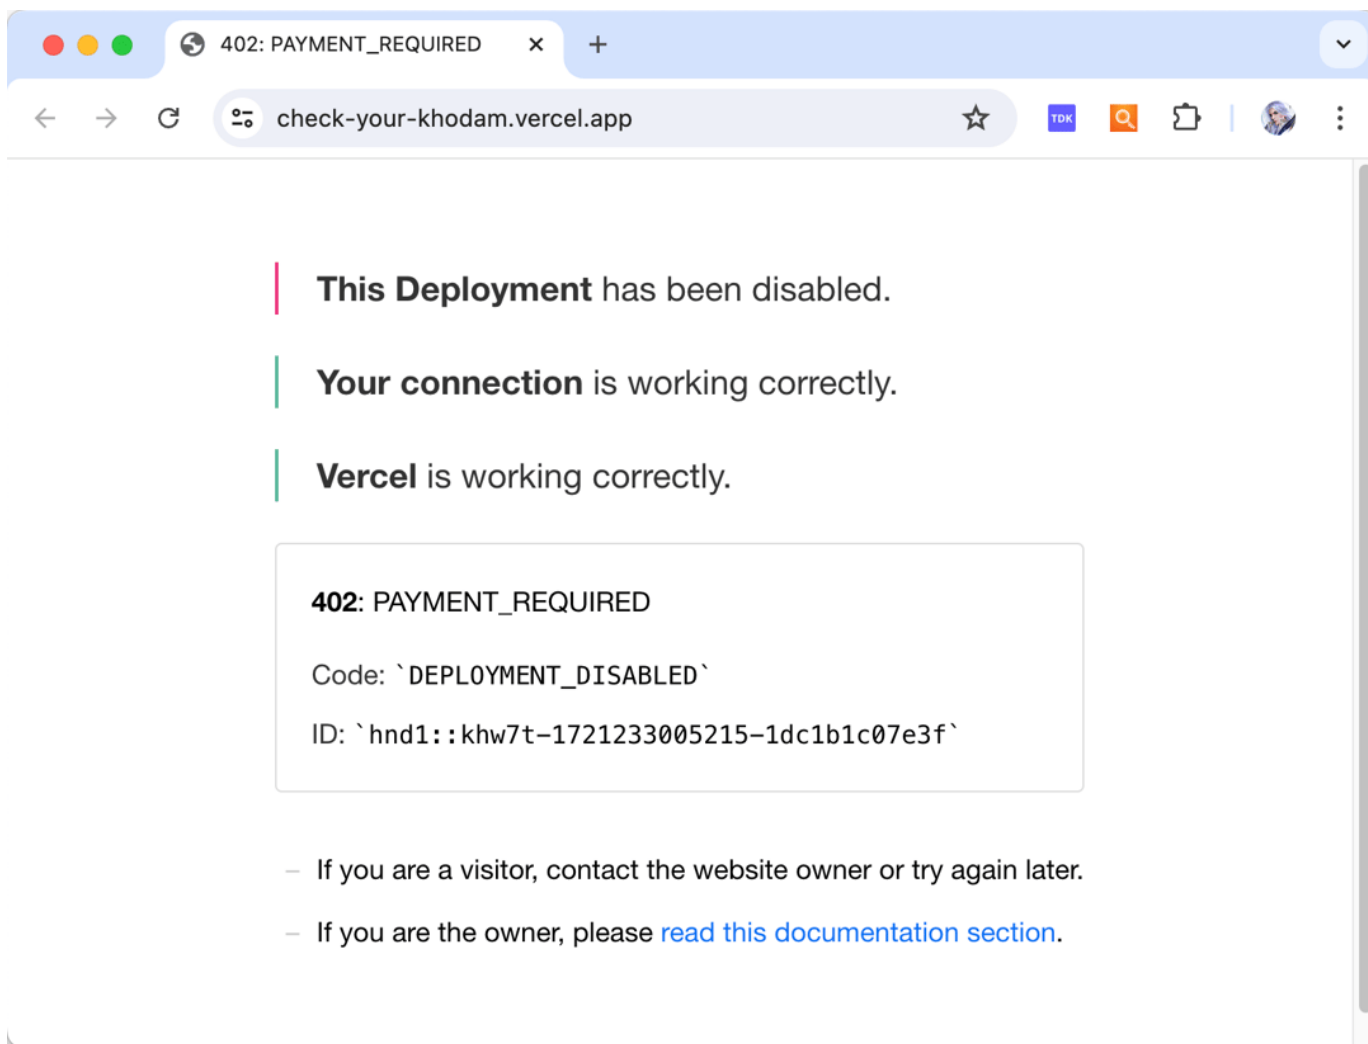 402: PAYMENT_REQUIRED
check-your-khodam.vercel.app
TDK
This Deployment has been disabled.
Your connection is working correctly.
Vercel is working correctly.
402: PAYMENT_REQUIRED
Code: `DEPLOYMENT_DISABLED`
ID: `hnd1::khw7t-1721233005215-1dc1b1c07e3f`
– If you are a visitor, contact the website owner or try again later.
– If you are the owner, please read this documentation section.